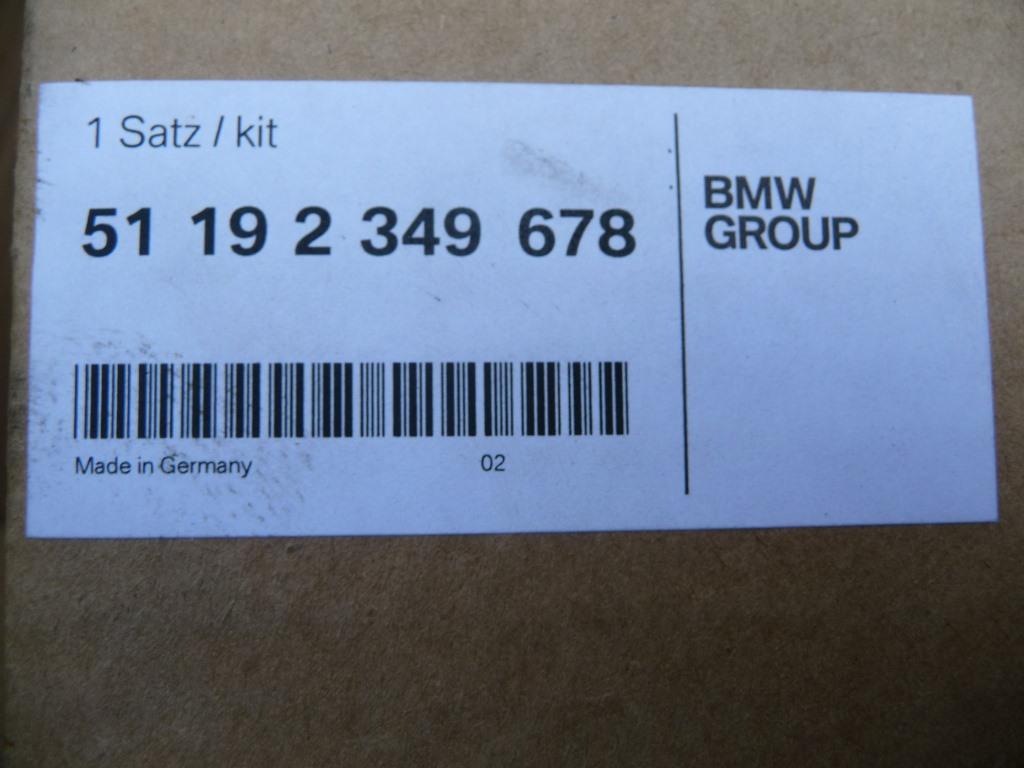 1 Satz / kit
51 19 2 349 678
BMW
GROUP
Made in Germany 02